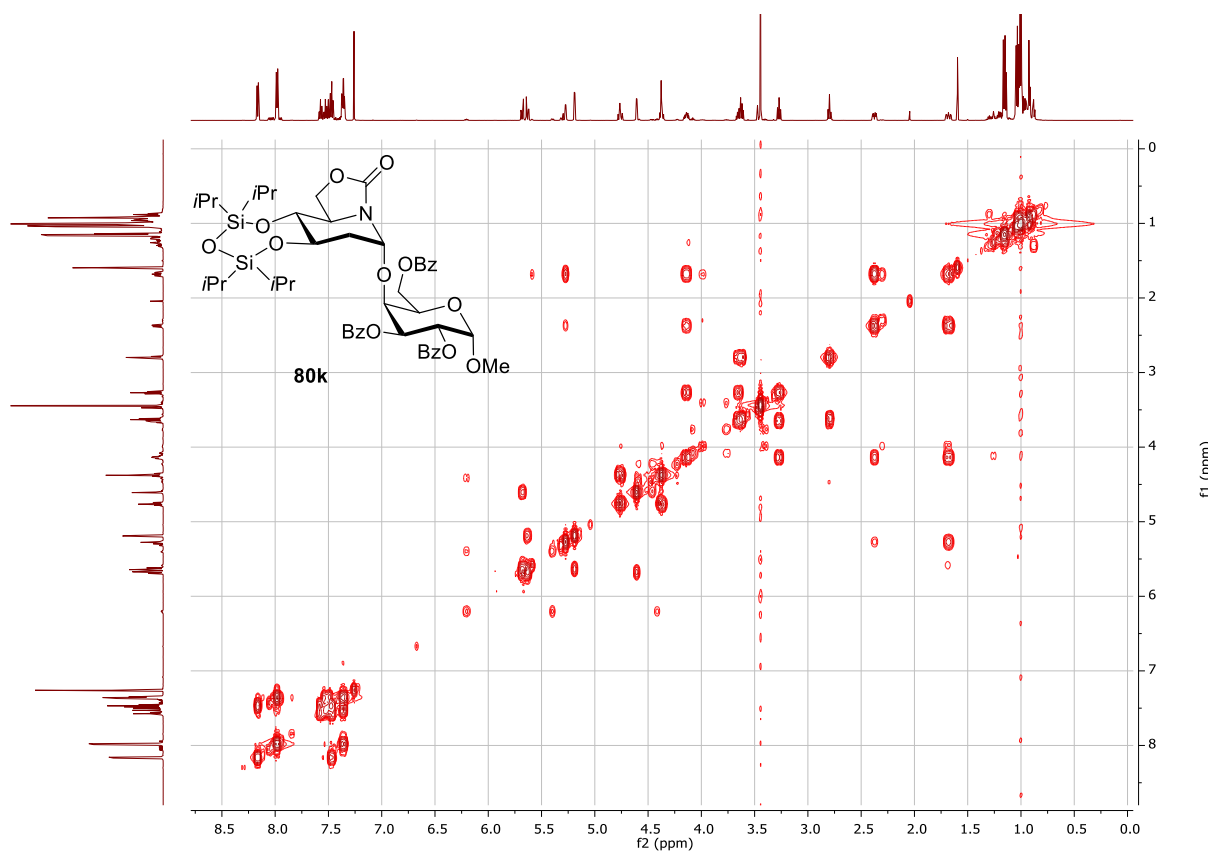 0
1
2
3
4
5
6
7
8
f1 (ppm)
8.5 8.0 7.5 7.0 6.5 6.0 5.5 5.0 4.5 4.0 3.5 3.0 2.5 2.0 1.5 1.0 0.5 0.0
f2 (ppm)
O O
iPr iPr
Si O N
O O
Si
iPr iPr
OBz
O
O
BzO
BzO
OMe
80k